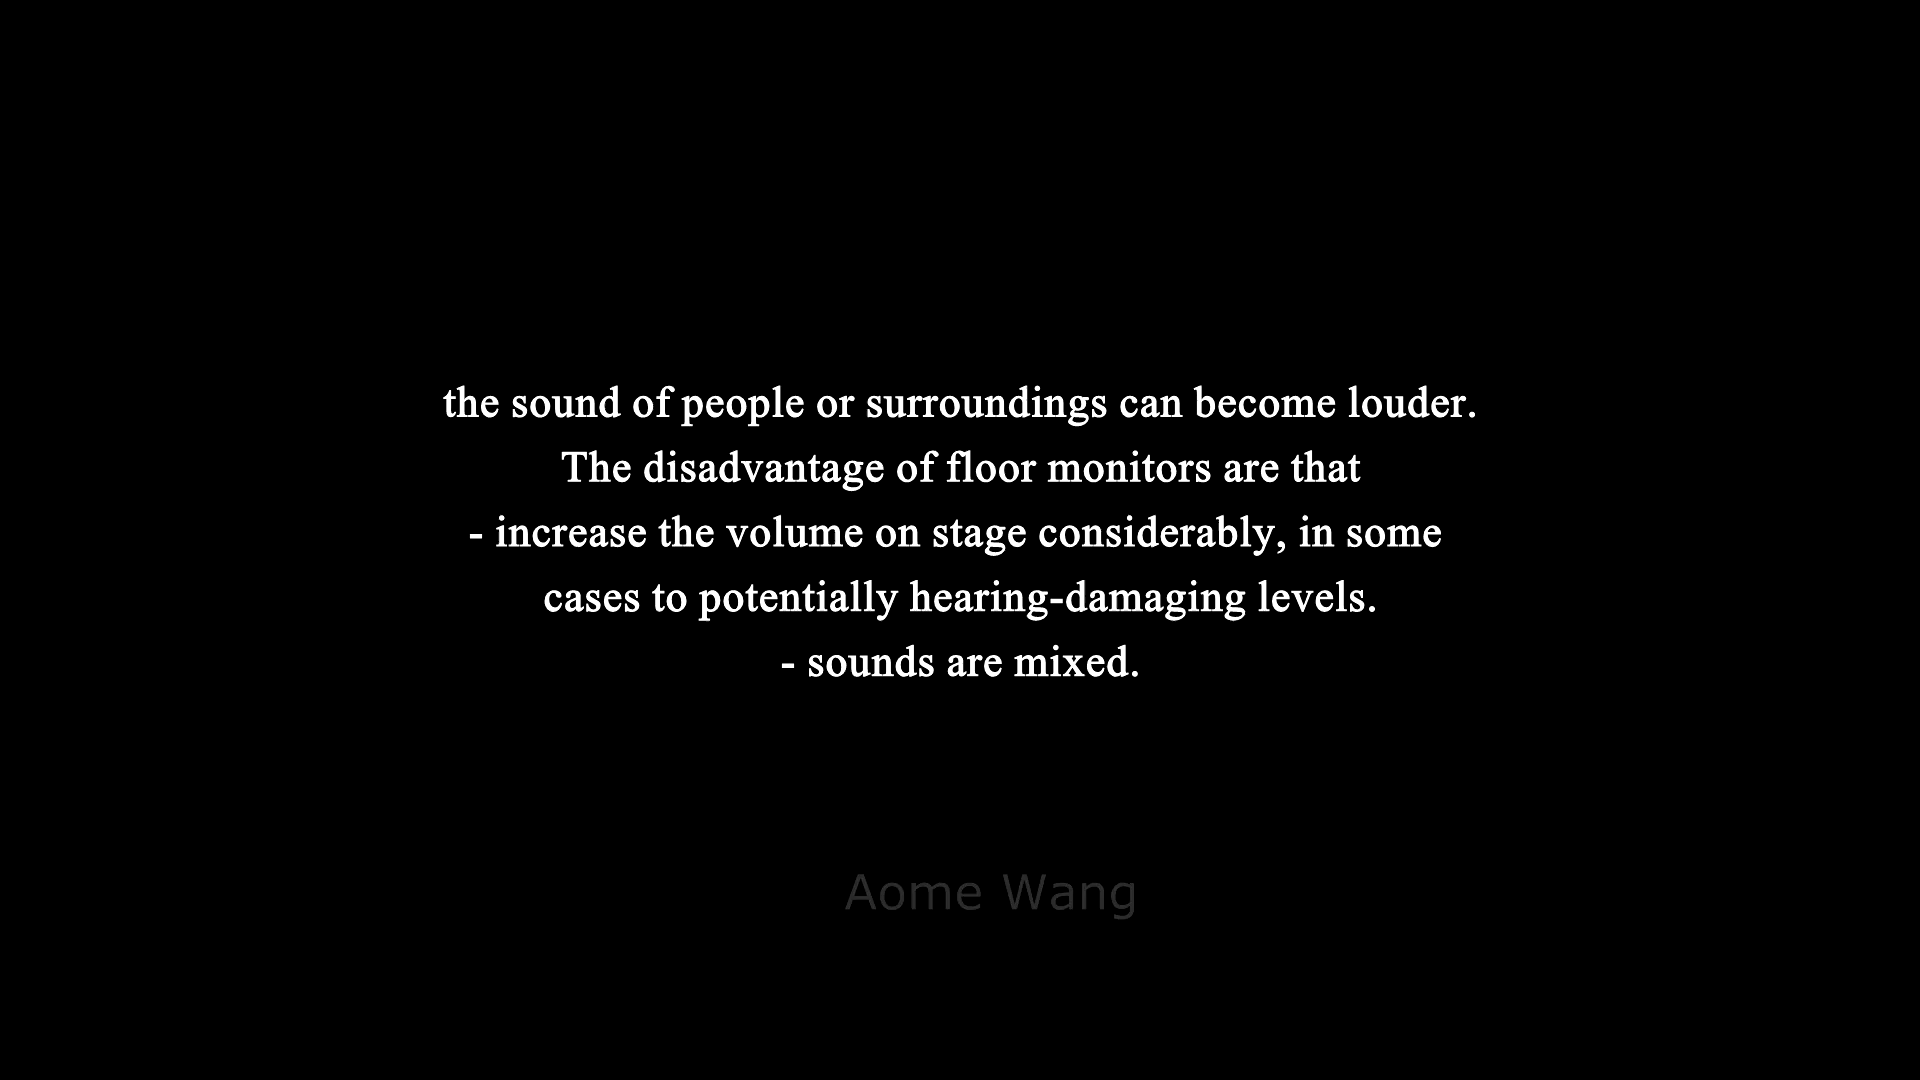 the sound of people or surroundings can become louder.
The disadvantage of floor monitors are that
- increase the volume on stage considerably, in some
cases to potentially hearing-damaging levels.
- sounds are mixed.
Aome Wang